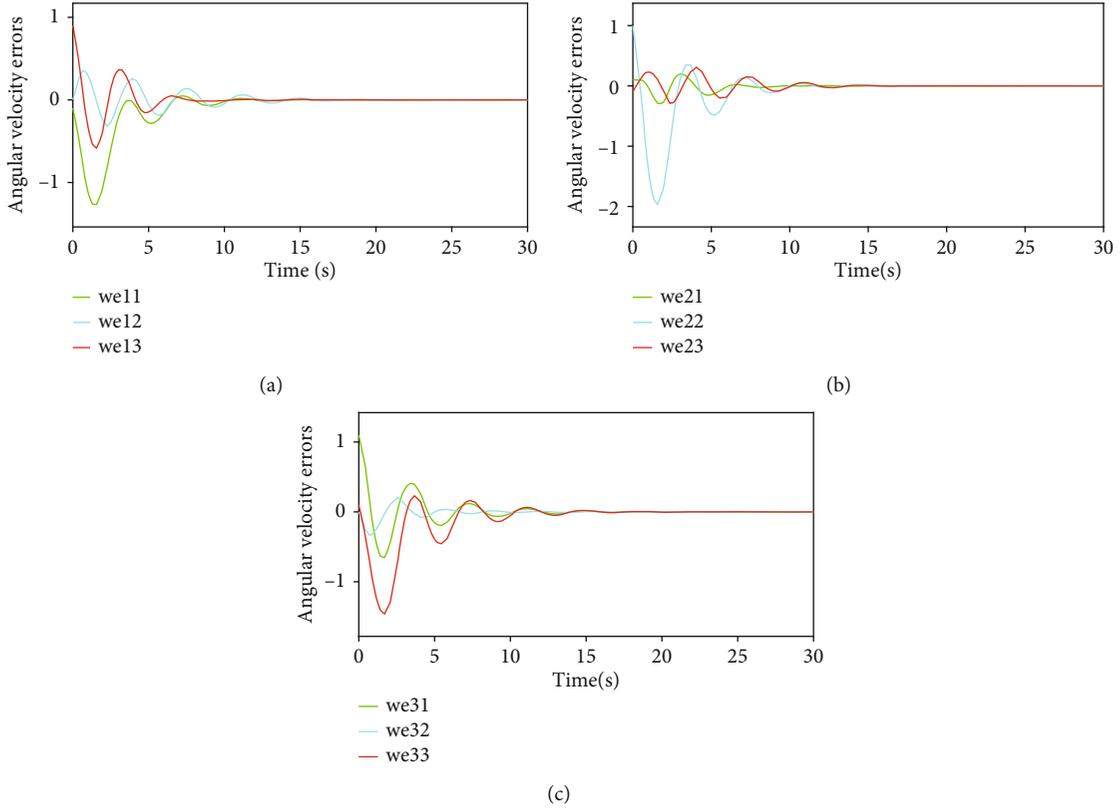 Angular velocity errors
1
0
–1
0 5 10 15 20 25 30
Time (s)
we11
we12
we13
(a)
Angular velocity errors
1
0
–1
–2
0 5 10 15 20 25 30
Time(s)
we21
we22
we23
(b)
Angular velocity errors
1
0
–1
0 5 10 15 20 25 30
Time(s)
we31
we32
we33
(c)